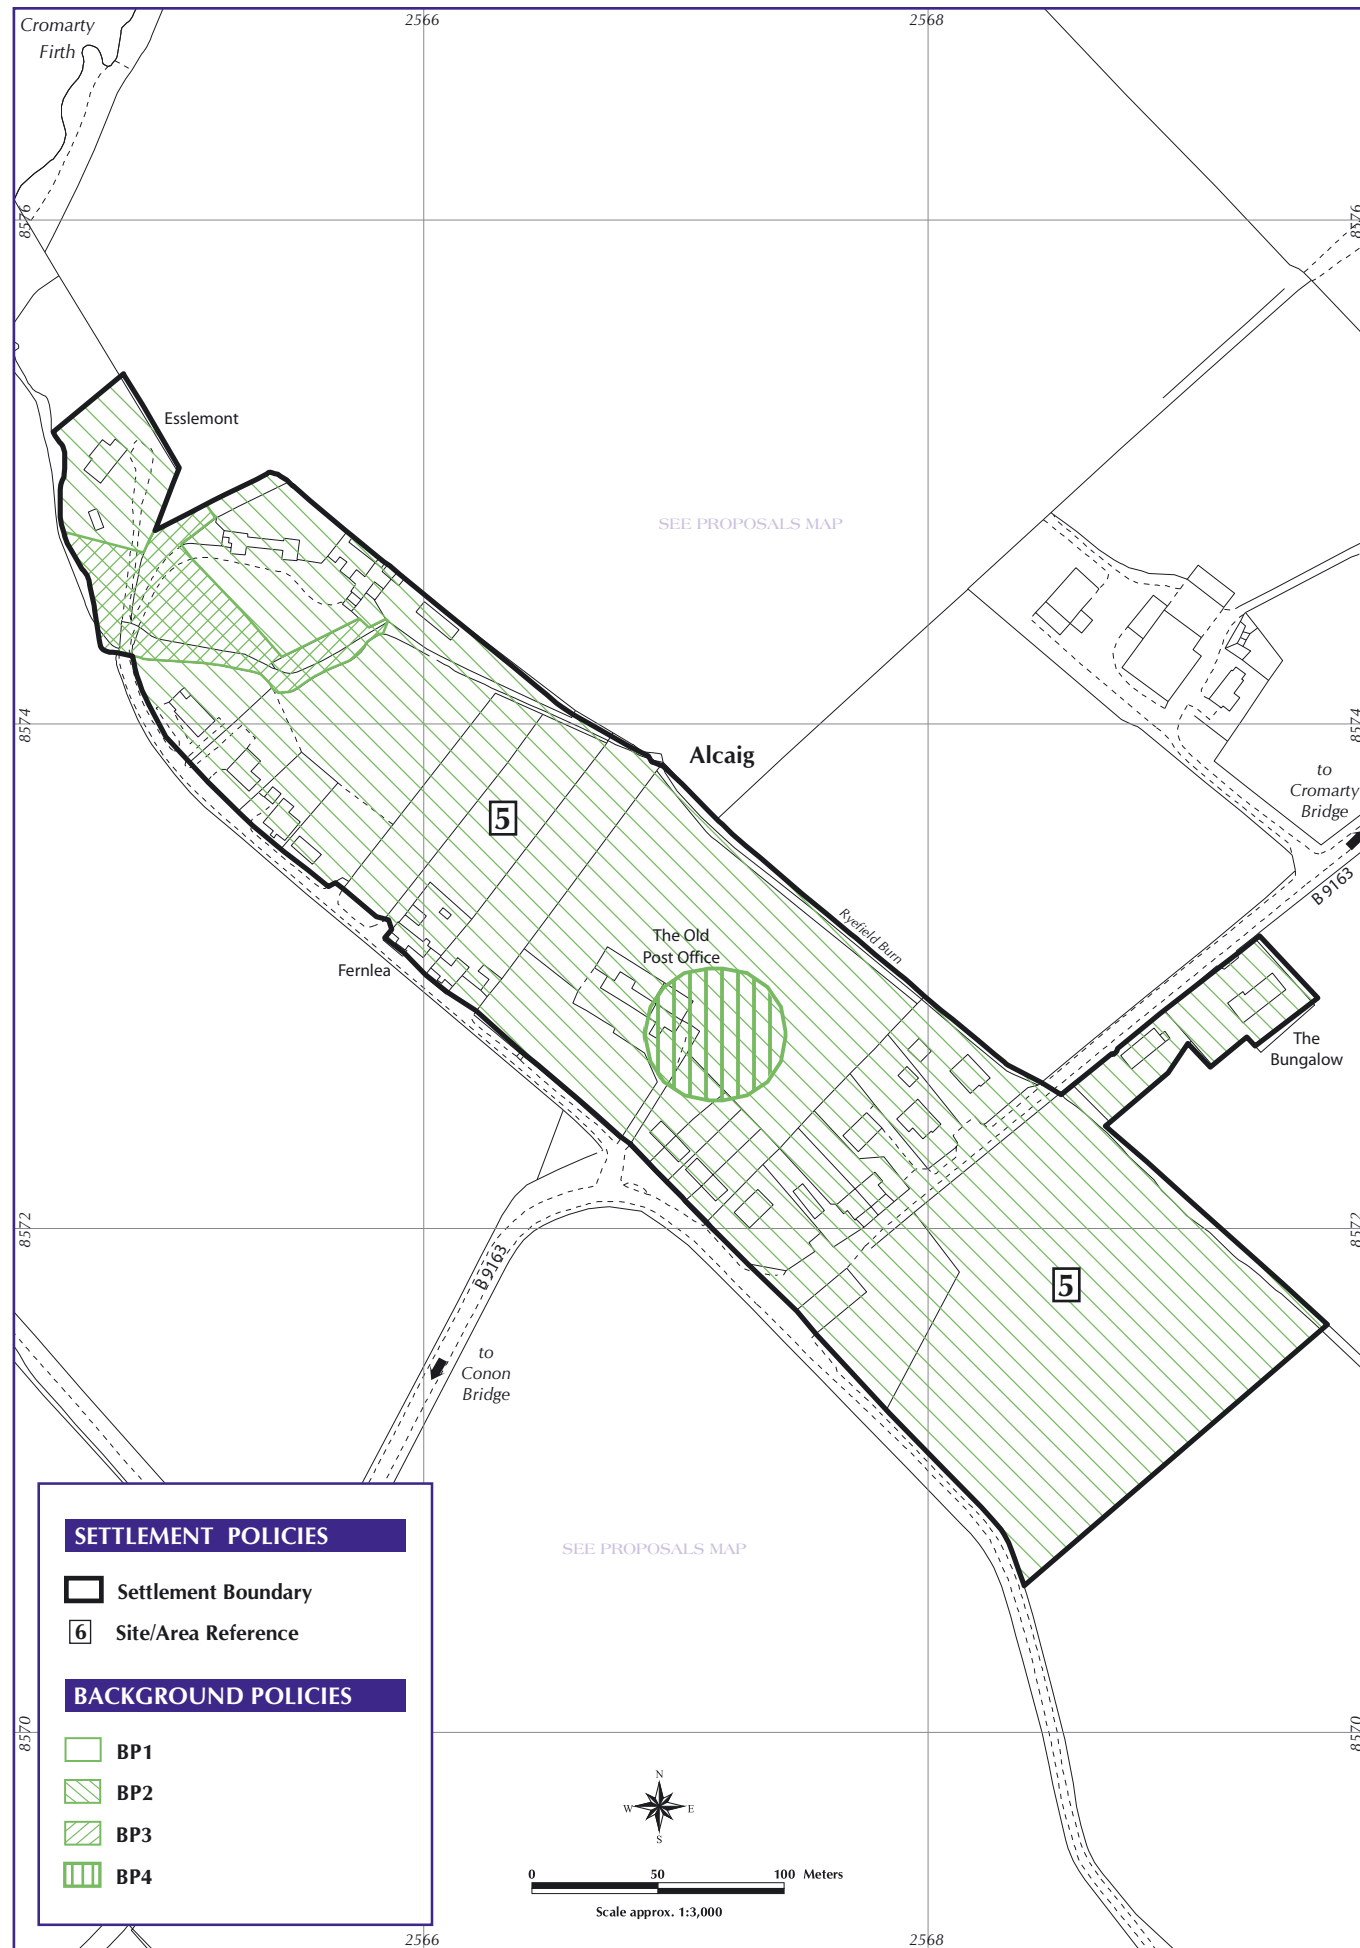 Cromarty
Firth
2566
2568
8576
8576
Esslemont
SEE PROPOSALS MAP
8574
8574
Alcaig
to
Cromarty
Bridge
5
B 9163
Ryefield Burn
The Old
Post Office
Fernlea
The
Bungalow
8572
8572
B 9163
5
to
Conon
Bridge
SEE PROPOSALS MAP
SETTLEMENT POLICIES
Settlement Boundary
6 Site/Area Reference
BACKGROUND POLICIES
BP1
BP2
BP3
BP4
8570
8570
N
W E
S
0 50 100 Meters
Scale approx. 1:3,000
2566
2568